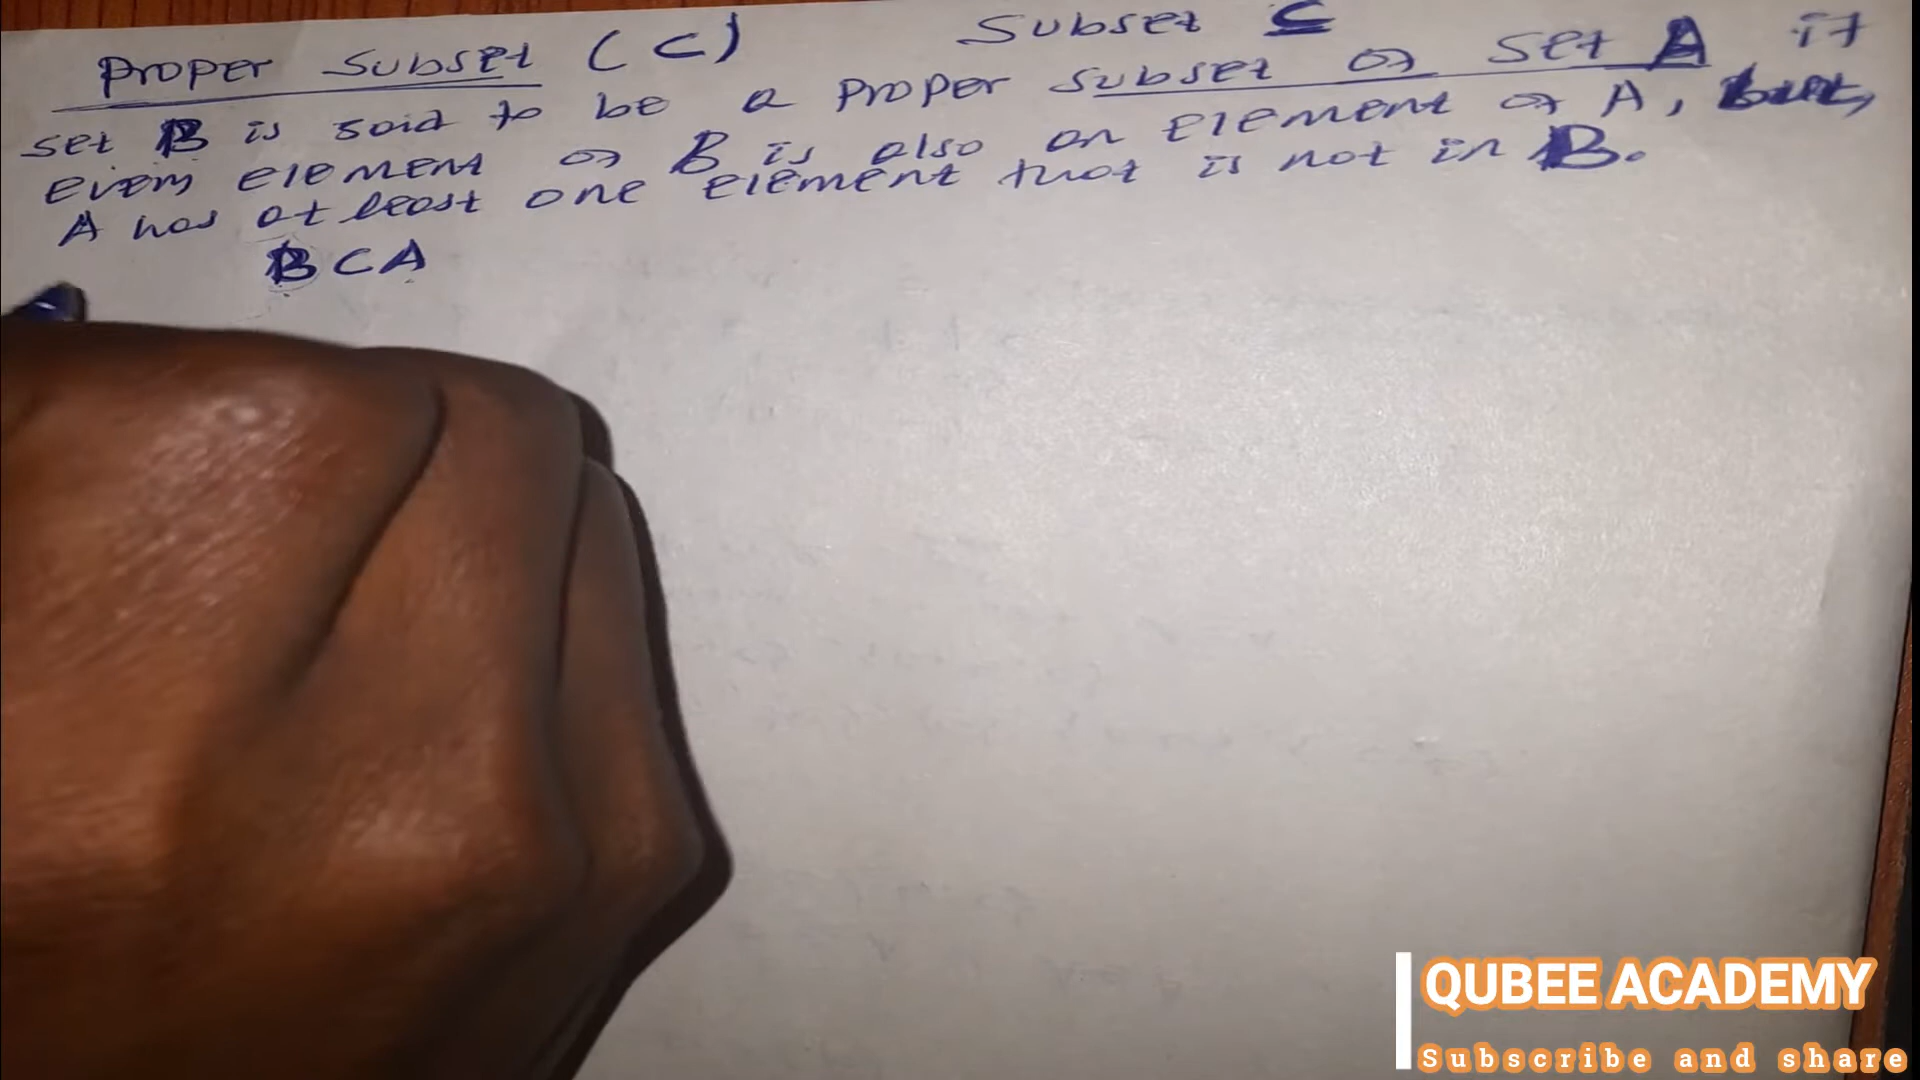 Proper Subset (⊂) Subset ⊆
Set B is said to be a proper subset of set A if
every element of B is also an element of A, but,
A has at least one element that is not in B.
B ⊂ A
QUBEE ACADEMY
Subscribe and share